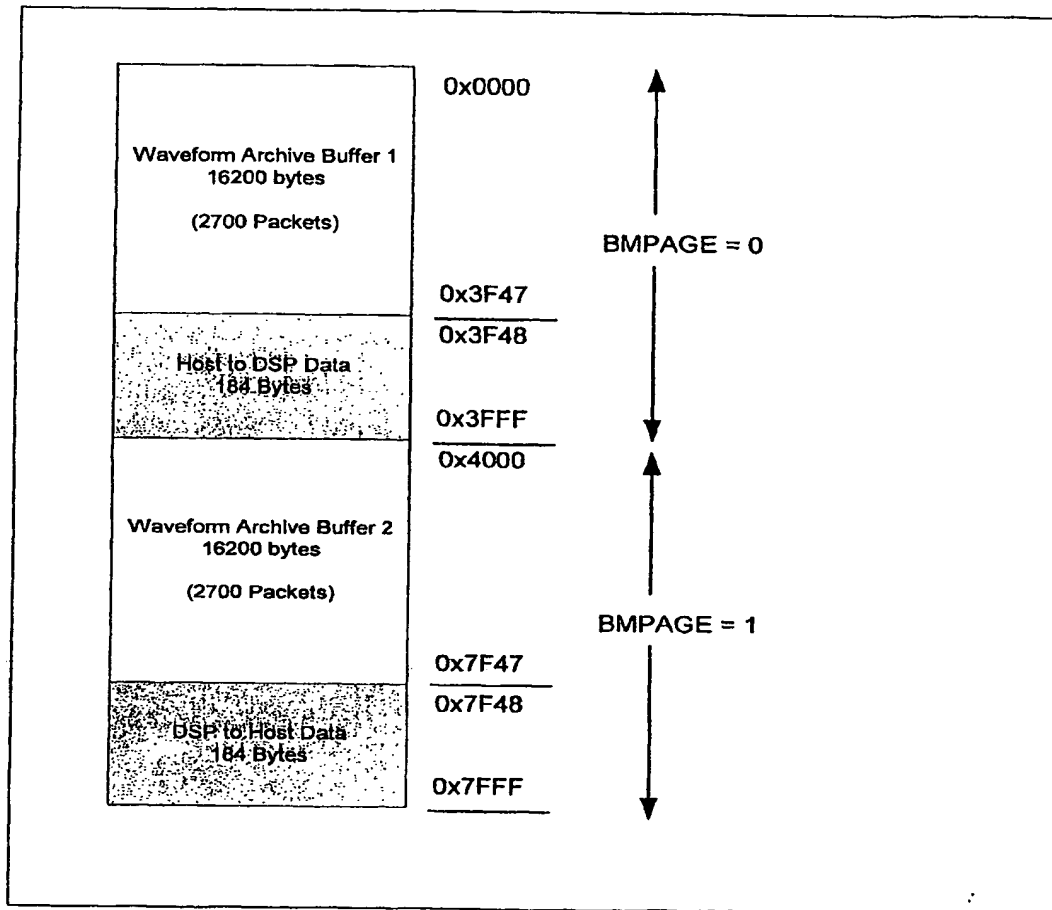 0x0000
Waveform Archive Buffer 1
16200 bytes
(2700 Packets)
BMPAGE = 0
0x3F47
0x3F48
Host to DSP Data
184 Bytes
0x3FFF
0x4000
Waveform Archive Buffer 2
16200 bytes
(2700 Packets)
BMPAGE = 1
0x7F47
0x7F48
DSP to Host Data
184 Bytes
0x7FFF